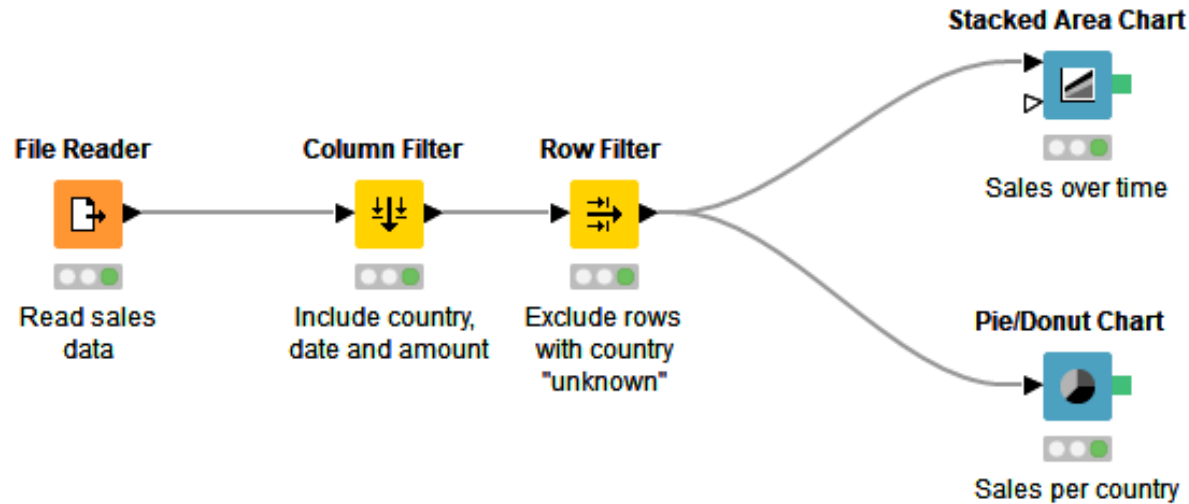 Stacked Area Chart
Sales over time
File Reader
Read sales
data
Column Filter
Include country,
date and amount
Row Filter
Exclude rows
with country
"unknown"
Pie/Donut Chart
Sales per country